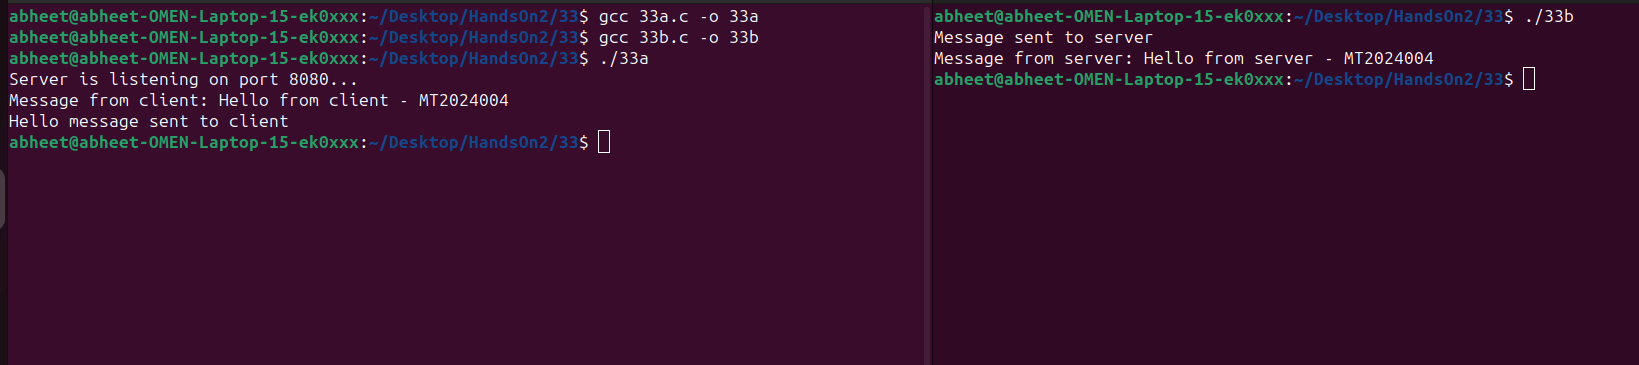 abheet@abheet-OMEN-Laptop-15-ek0xxx:~/Desktop/HandsOn2/33$ gcc 33a.c -o 33a
abheet@abheet-OMEN-Laptop-15-ek0xxx:~/Desktop/HandsOn2/33$ gcc 33b.c -o 33b
abheet@abheet-OMEN-Laptop-15-ek0xxx:~/Desktop/HandsOn2/33$ ./33a
Server is listening on port 8080...
Message from client: Hello from client - MT2024004
Hello message sent to client
abheet@abheet-OMEN-Laptop-15-ek0xxx:~/Desktop/HandsOn2/33$
abheet@abheet-OMEN-Laptop-15-ek0xxx:~/Desktop/HandsOn2/33$ ./33b
Message sent to server
Message from server: Hello from server - MT2024004
abheet@abheet-OMEN-Laptop-15-ek0xxx:~/Desktop/HandsOn2/33$